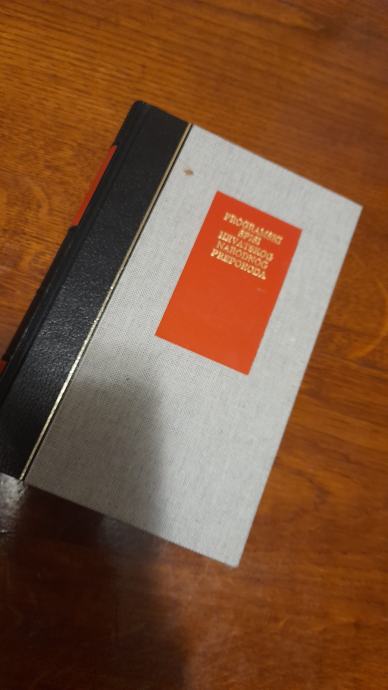 PROGRAMSKI
SPISI
HRVATSKOG
NARODNOG
PREPORODA